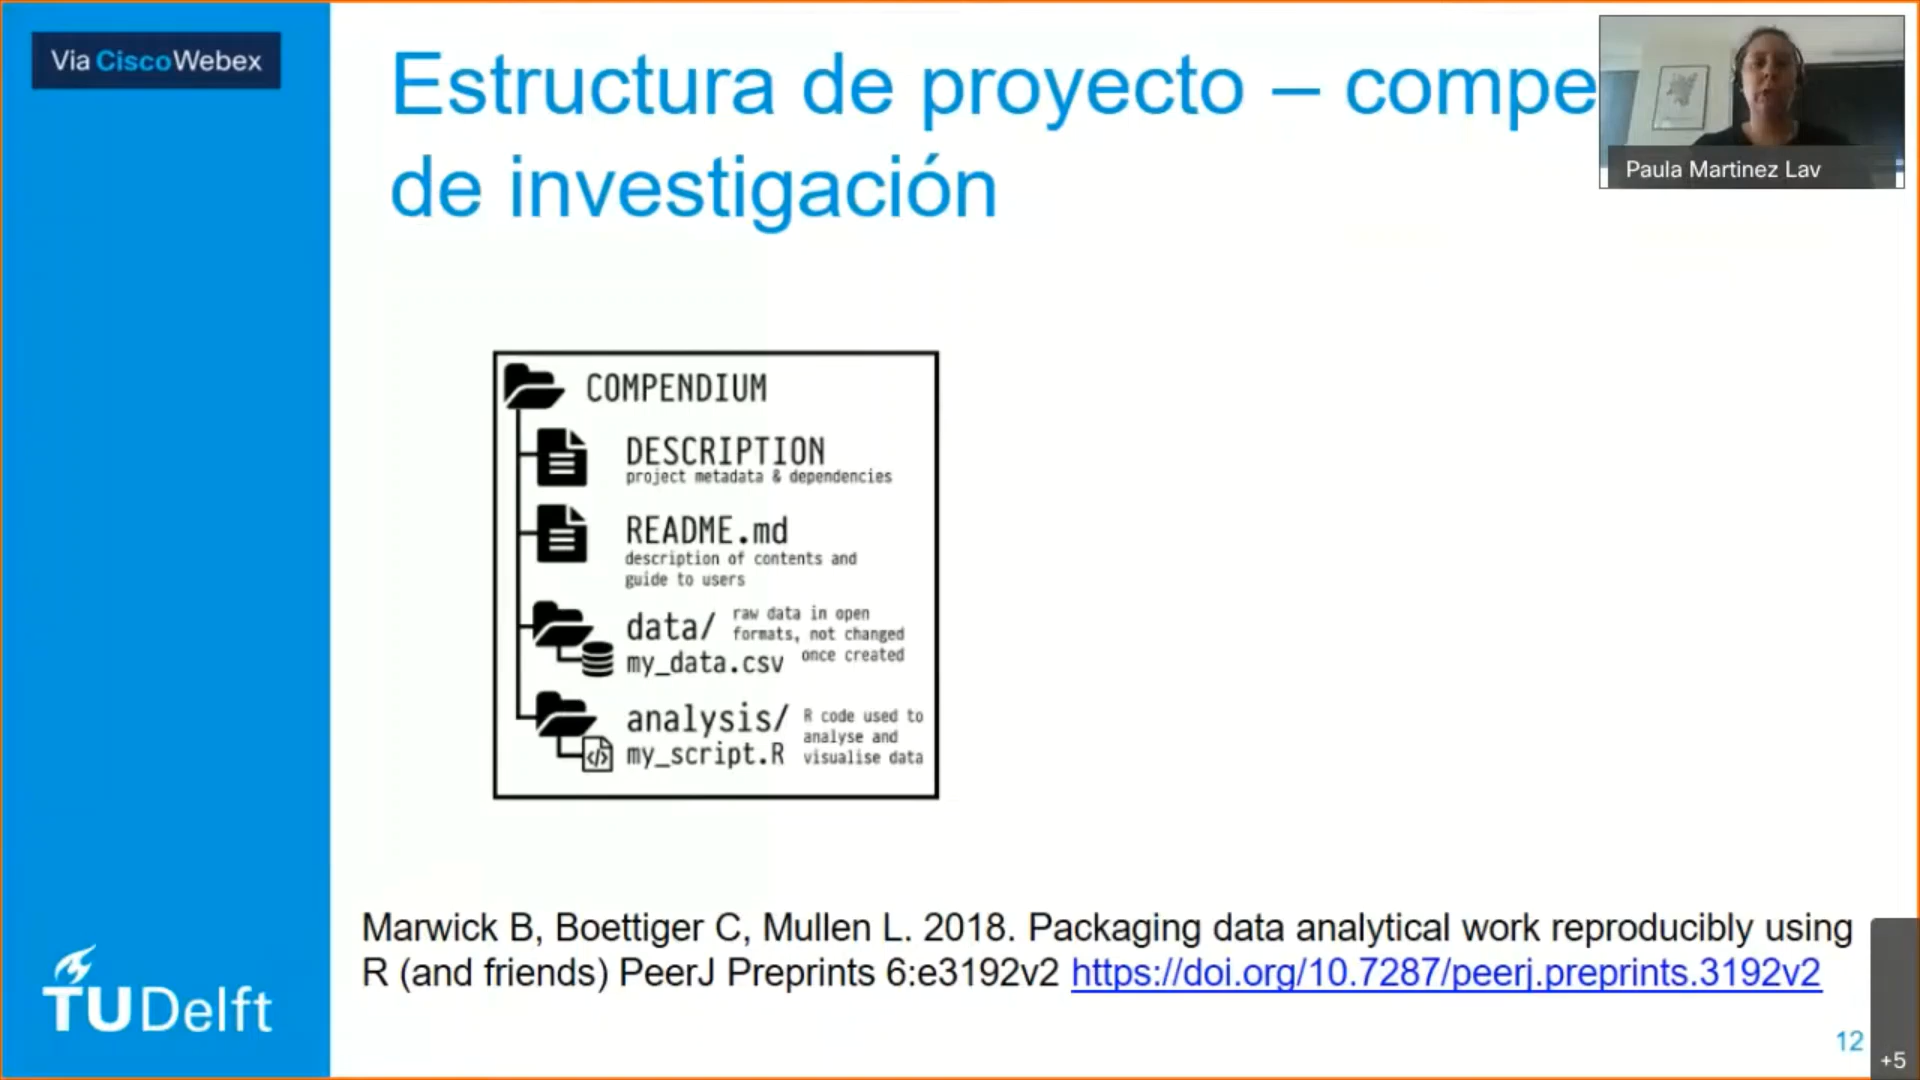 Via CiscoWebex
Estructura de proyecto – compe
de investigación
Paula Martinez Lav
COMPENDIUM
DESCRIPTION
project metadata & dependencies
README.md
description of contents and
guide to users
data/ raw data in open
formats, not changed
once created
my_data.csv
analysis/ R code used to
analyse and
visualise data
my_script.R
Marwick B, Boettiger C, Mullen L. 2018. Packaging data analytical work reproducibly using
R (and friends) PeerJ Preprints 6:e3192v2 https://doi.org/10.7287/peerj.preprints.3192v2
TUDelft
12
+5